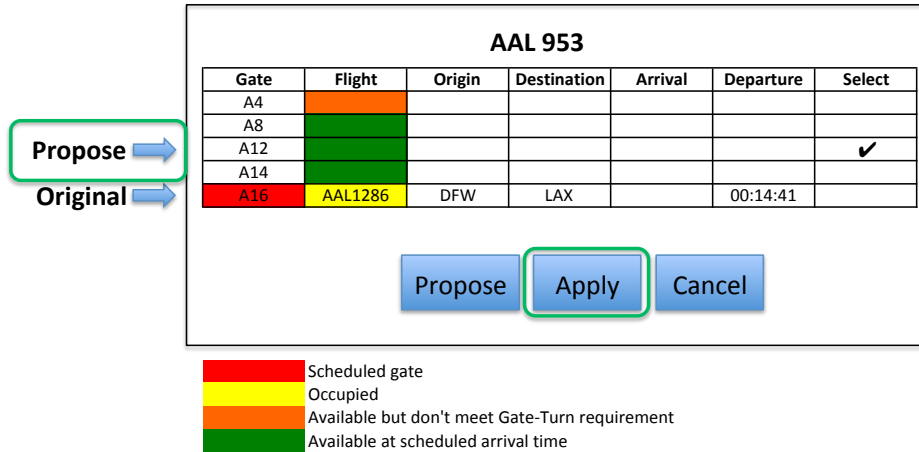 AAL 953
Gate Flight Origin Destination Arrival Departure Select
A4
A8
Propose A12 ✔
A14
Original A16 AAL1286 DFW LAX 00:14:41
Propose Apply Cancel
Scheduled gate
Occupied
Available but don't meet Gate-Turn requirement
Available at scheduled arrival time